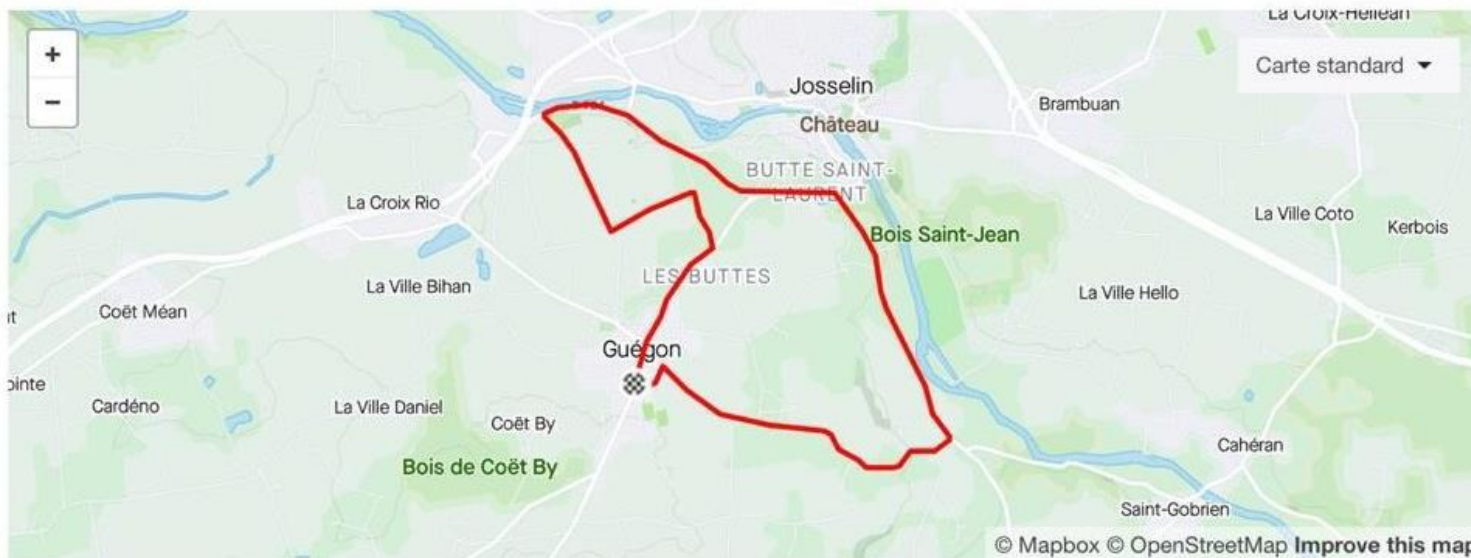 La Croix-Helléan
+
Carte standard
−
Josselin
Brambuan
Château
BUTTE SAINT-
LAURENT
La Croix Rio
La Ville Coto
Kerbois
Bois Saint-Jean
LES BUTTES
La Ville Bihan
La Ville Hello
Coët Méan
Guégon
ointe
Cardéno
La Ville Daniel
Coët By
Cahéran
Bois de Coët By
Saint-Gobrien
© Mapbox © OpenStreetMap Improve this map